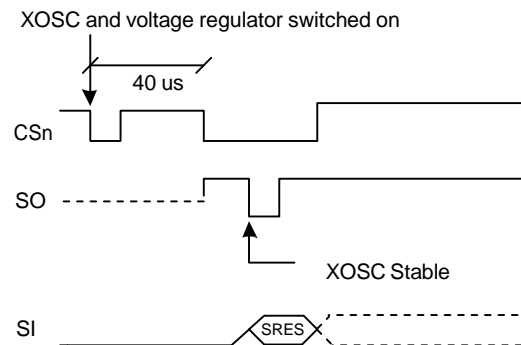 XOSC and voltage regulator switched on
40 us
CSn
SO
XOSC Stable
SI
SRES